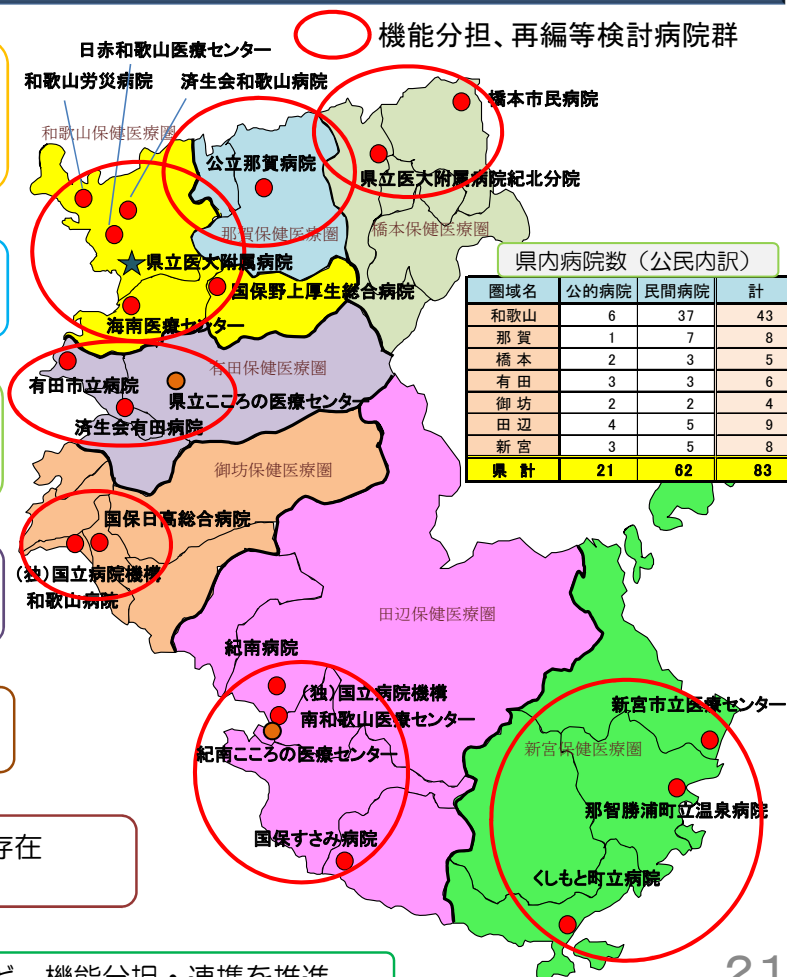 機能分担、再編等検討病院群
日赤和歌山医療センター
和歌山労災病院
済生会和歌山病院
橋本市民病院
和歌山保健医療圏
公立那賀病院
県立医大附属病院紀北分院
那賀保健医療圏
橋本保健医療圏
県立医大附属病院
国保野上厚生総合病院
海南医療センター
県内病院数（公民内訳）
圏域名 公的病院 民間病院 計
和歌山 6 37 43
那賀 1 7 8
橋本 2 3 5
有田 3 3 6
御坊 2 2 4
田辺 4 5 9
新宮 3 5 8
県計 21 62 83
有田保健医療圏
有田市立病院
県立こころの医療センター
済生会有田病院
御坊保健医療圏
国保日高総合病院
(独)国立病院機構
和歌山病院
田辺保健医療圏
紀南病院
(独)国立病院機構
南和歌山医療センター
紀南こころの医療センター
新宮市立医療センター
新宮保健医療圏
那智勝浦町立温泉病院
国保すさみ病院
くしもと町立病院
存在
機能分担・連携を推進
21